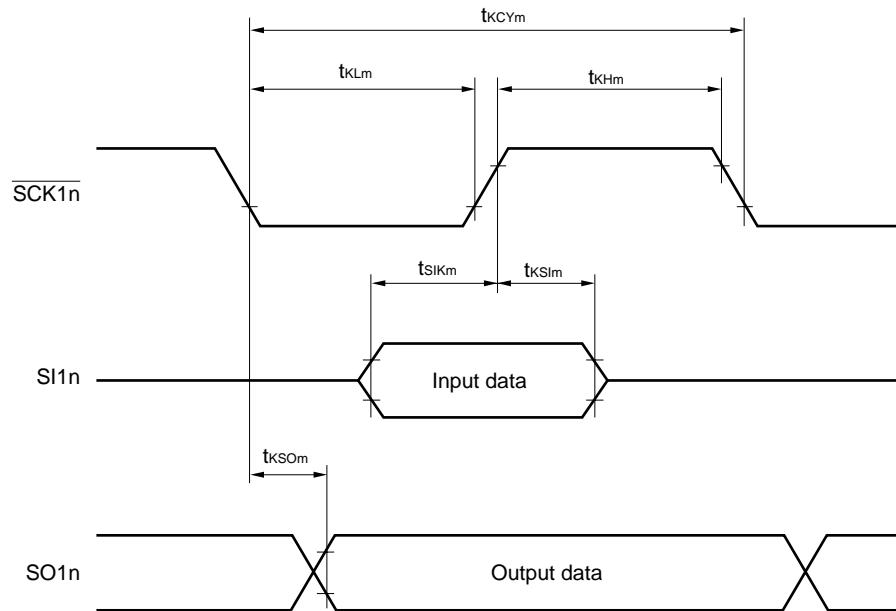 tKCYm
tKLm
tKHm
SCK1n
tSIKm
tKSIm
SI1n
Input data
tKSOm
SO1n
Output data